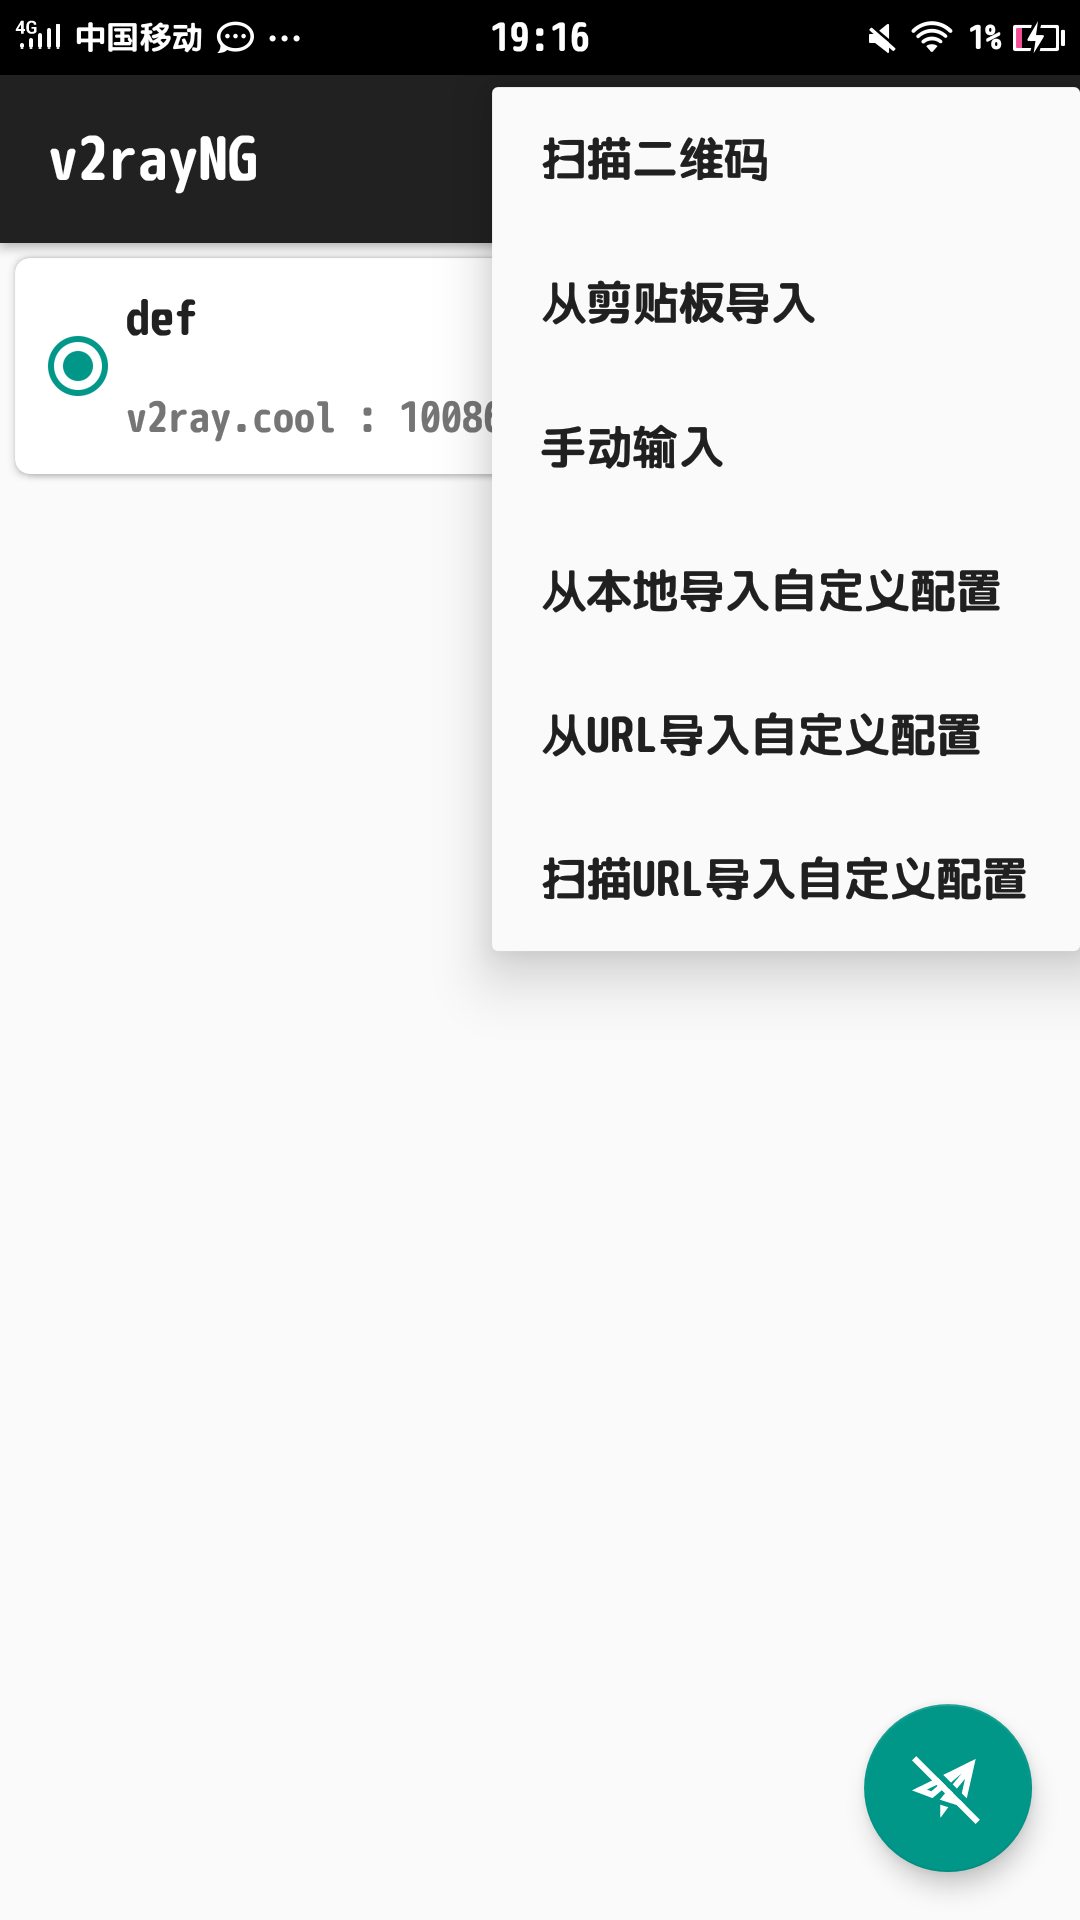 4G 中国移动 19:16 1%
v2rayNG
def
v2ray.cool : 10086
扫描二维码
从剪贴板导入
手动输入
从本地导入自定义配置
从URL导入自定义配置
扫描URL导入自定义配置